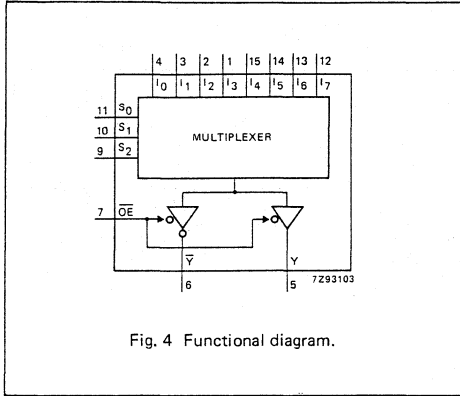 4 3 2 1 15 14 13 12
I0 I1 I2 I3 I4 I5 I6 I7
11 S0
10 S1
9 S2
MULTIPLEXER
7 OE
Y Y
6 5
7Z93103
Fig. 4 Functional diagram.